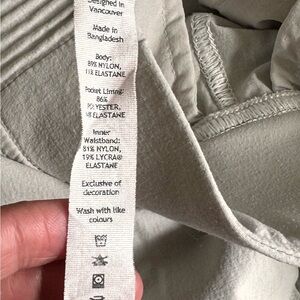 Designed in
Vancouver
Made in
Bangladesh
Body:
89% NYLON,
11% ELASTANE
Pocket Lining:
86%
POLYESTER,
14% ELASTANE
Inner
Waistband:
81% NYLON,
19% LYCRA®
ELASTANE
Exclusive of
decoration
Wash with like
colours